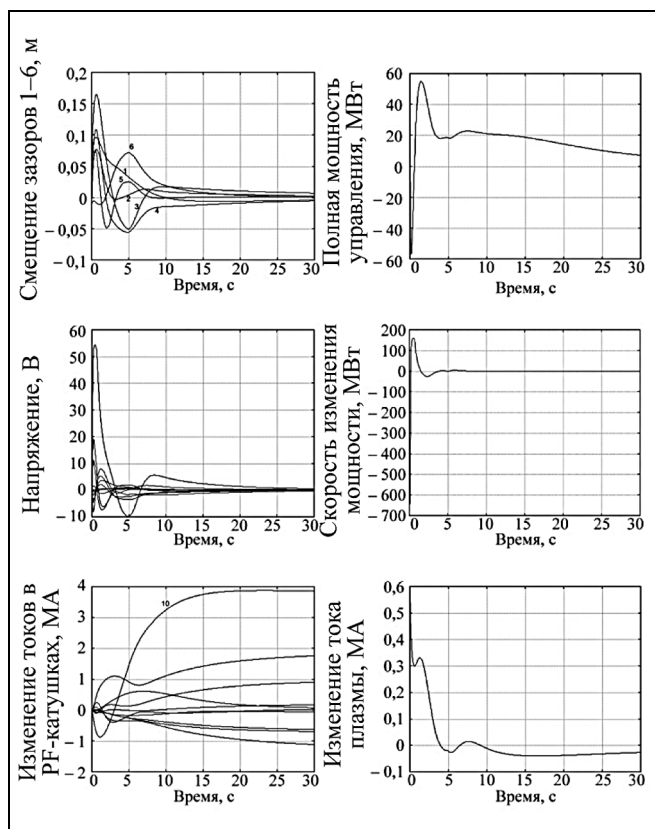 Смещение зазоров 1–6, м
0,2
0,15
0,1
0,05
0
– 0,05
– 0,1
6
1
5
2
3
4
0 5 10 15 20 25 30
Время, с
Полная мощность
управления, МВт
60
40
20
0
– 20
– 40
– 60
0 5 10 15 20 25 30
Время, с
Напряжение, В
60
50
40
30
20
10
0
– 10
0 5 10 15 20 25 30
Время, с
Скорость изменения
мощности, МВт
200
100
0
– 100
– 200
– 300
– 400
– 500
– 600
– 700
0 5 10 15 20 25 30
Время, с
Изменение токов в
PF-катушках, МА
4
3
2
1
0
– 1
– 2
10
0 5 10 15 20 25 30
Время, с
Изменение тока
плазмы, МА
0,6
0,5
0,4
0,3
0,2
0,1
0
– 0,1
0 5 10 15 20 25 30
Время, с